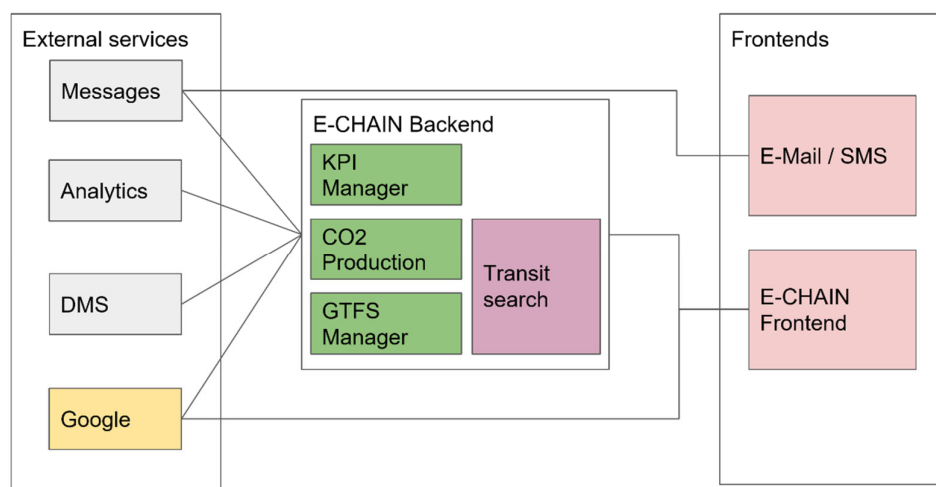 External services
Messages
Analytics
DMS
Google
E-CHAIN Backend
KPI
Manager
CO2
Production
GTFS
Manager
Transit
search
Frontends
E-Mail / SMS
E-CHAIN
Frontend